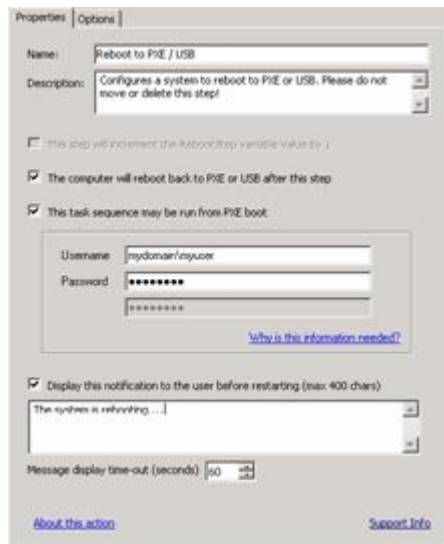 Properties
Options
Name:
Reboot to PXE / USB
Description:
Configures a system to reboot to PXE or USB. Please do not
move or delete this step!
This step will increment the RebootStep variable value by 1
The computer will reboot back to PXE or USB after this step
This task sequence may be run from PXE boot
Username
mydomain\myuser
Password
••••••••
••••••••
Why is this information needed?
Display this notification to the user before restarting (max 400 chars)
The system is rebooting....
Message display time-out (seconds)
60
About this action
Support Info